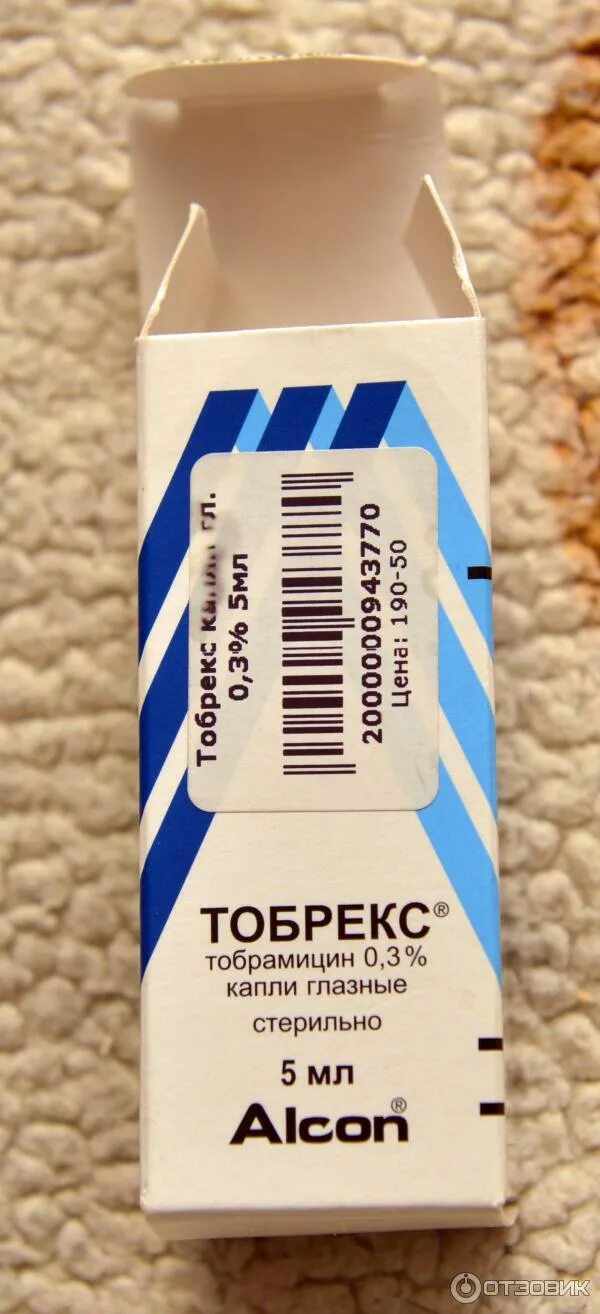 Тобрекс гл.
0,3% 5мл
2000000943770
Цена: 190-50
ТОБРЕКС®
тобрамицин 0,3%
капли глазные
стерильно
5 мл
Alcon®
ОТЗОВИК